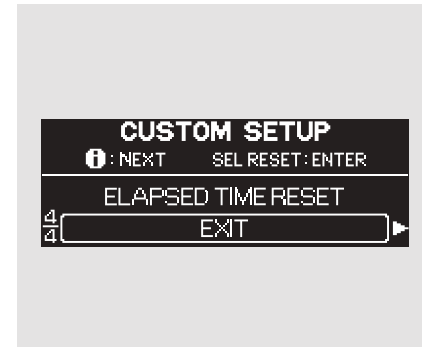 CUSTOM SETUP
i: NEXT SEL RESET: ENTER
ELAPSED TIME RESET
4/4 EXIT